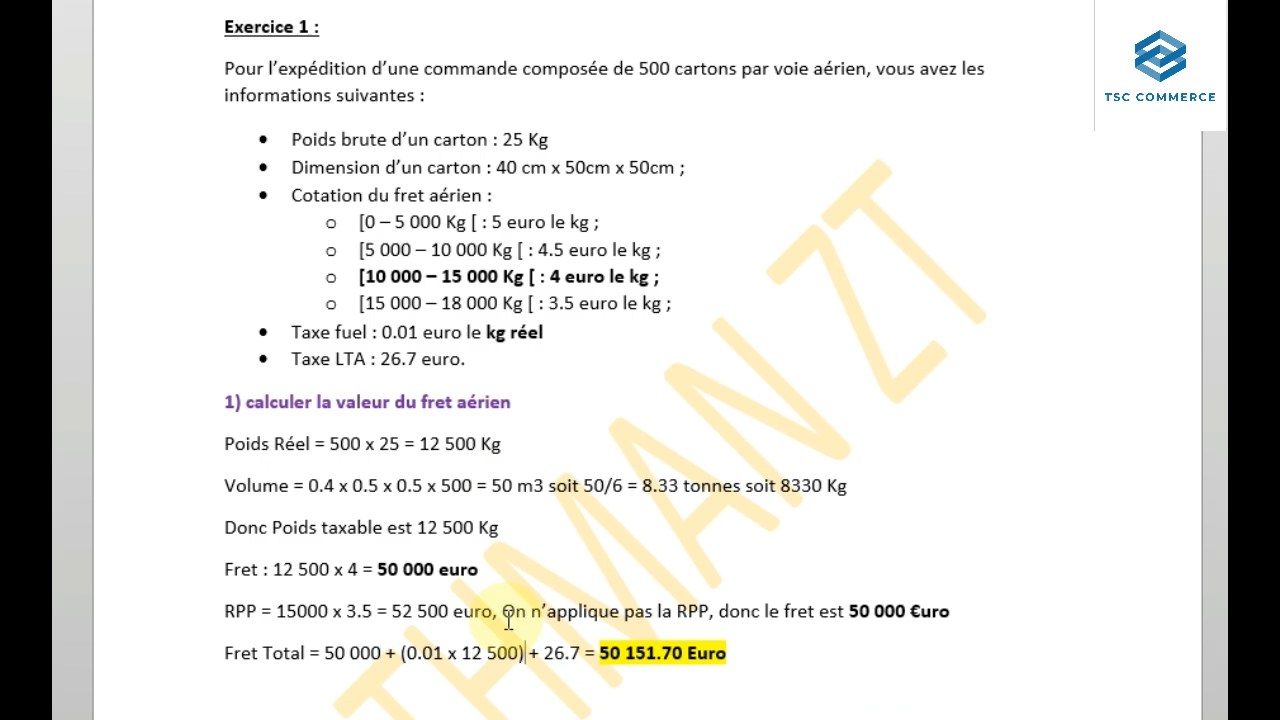 Exercice 1 :
TSC COMMERCE
Pour l’expédition d’une commande composée de 500 cartons par voie aérien, vous avez les
informations suivantes :
• Poids brute d’un carton : 25 Kg
• Dimension d’un carton : 40 cm x 50cm x 50cm ;
• Cotation du fret aérien :
o [0 – 5 000 Kg [ : 5 euro le kg ;
o [5 000 – 10 000 Kg [ : 4.5 euro le kg ;
o [10 000 – 15 000 Kg [ : 4 euro le kg ;
o [15 000 – 18 000 Kg [ : 3.5 euro le kg ;
• Taxe fuel : 0.01 euro le kg réel
• Taxe LTA : 26.7 euro.
1) calculer la valeur du fret aérien
Poids Réel = 500 x 25 = 12 500 Kg
Volume = 0.4 x 0.5 x 0.5 x 500 = 50 m3 soit 50/6 = 8.33 tonnes soit 8330 Kg
Donc Poids taxable est 12 500 Kg
Fret : 12 500 x 4 = 50 000 euro
RPP = 15000 x 3.5 = 52 500 euro, On n’applique pas la RPP, donc le fret est 50 000 €uro
Fret Total = 50 000 + (0.01 x 12 500) + 26.7 = 50 151.70 Euro
THMAN ZT